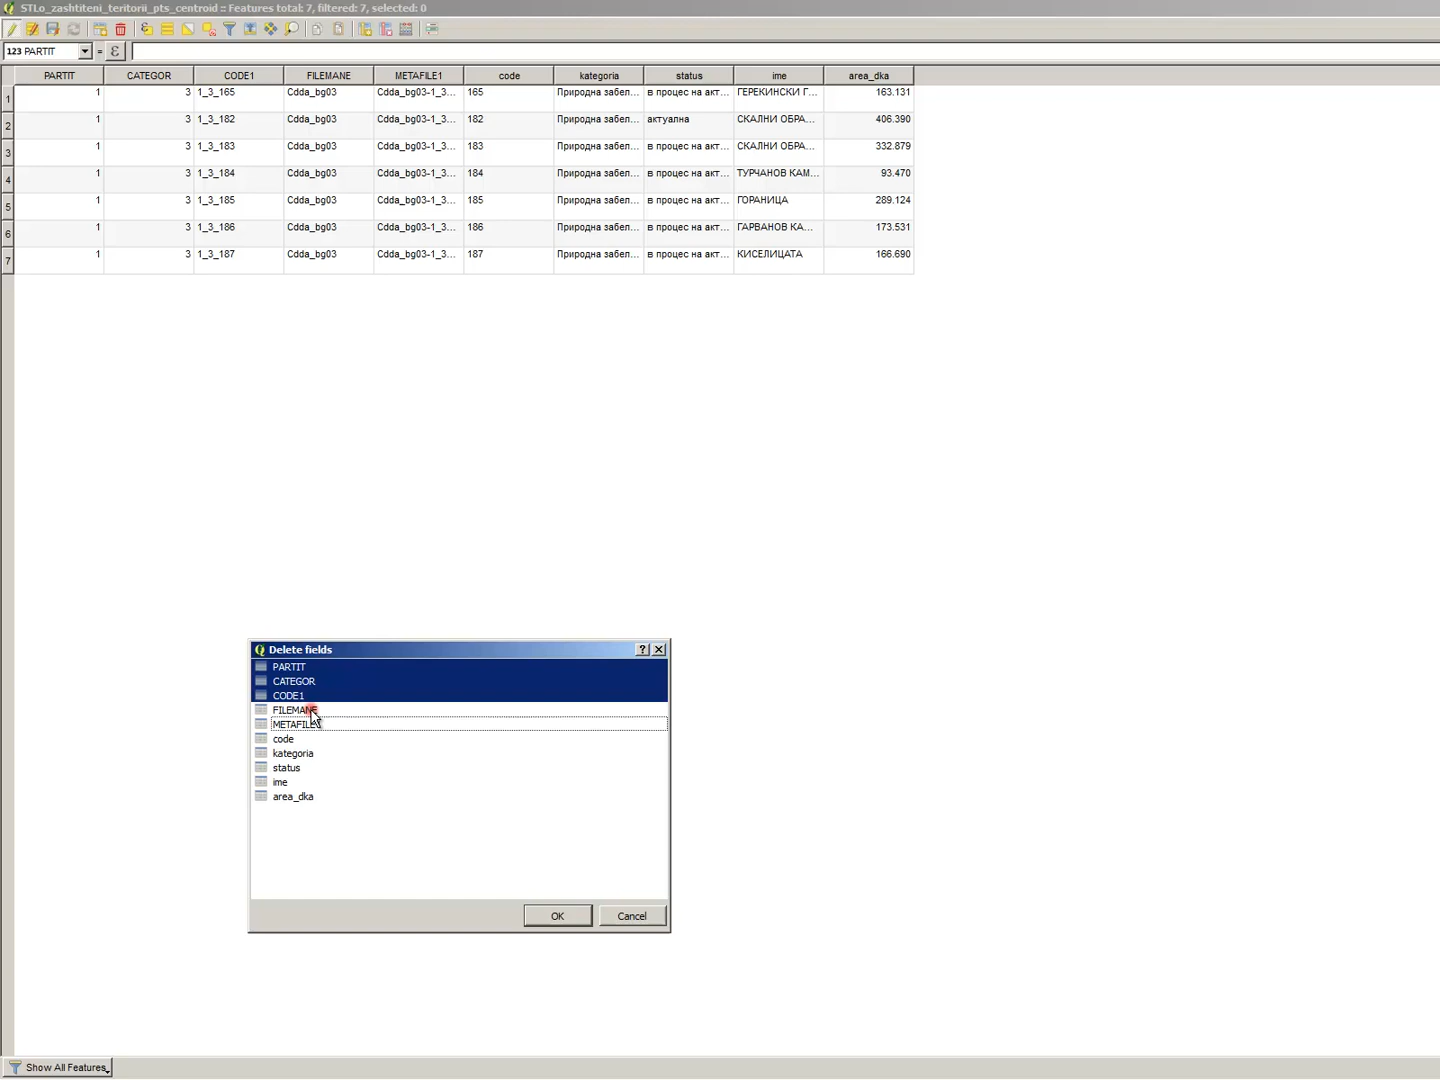 STLo_zashtiteni_teritorii_pts_centroid :: Features total: 7, filtered: 7, selected: 0
123 PARTIT = ε
PARTIT CATEGOR CODE1 FILEMANE METAFILE1 code kategoria status ime area_dka
1 1 3 1_3_165 Cdda_bg03 Cdda_bg03-1_3... 165 Природна забел... в процес на акт... ГЕРЕКИНСКИ Г... 163.131
2 1 3 1_3_182 Cdda_bg03 Cdda_bg03-1_3... 182 Природна забел... актуална СКАЛНИ ОБРА... 406.390
3 1 3 1_3_183 Cdda_bg03 Cdda_bg03-1_3... 183 Природна забел... в процес на акт... СКАЛНИ ОБРА... 332.879
4 1 3 1_3_184 Cdda_bg03 Cdda_bg03-1_3... 184 Природна забел... в процес на акт... ТУРЧАНОВ КАМ... 93.470
5 1 3 1_3_185 Cdda_bg03 Cdda_bg03-1_3... 185 Природна забел... в процес на акт... ГОРАНИЦА 289.124
6 1 3 1_3_186 Cdda_bg03 Cdda_bg03-1_3... 186 Природна забел... в процес на акт... ГАРВАНОВ КА... 173.531
7 1 3 1_3_187 Cdda_bg03 Cdda_bg03-1_3... 187 Природна забел... в процес на акт... КИСЕЛИЦАТА 166.690
Delete fields
PARTIT
CATEGOR
CODE1
FILEMANE
METAFILE1
code
kategoria
status
ime
area_dka
OK Cancel
Show All Features